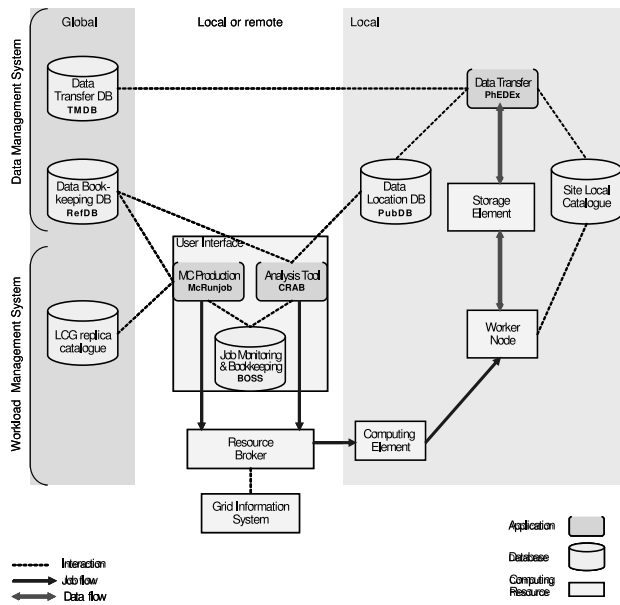 Global
Local or remote
Local
Data Management System
Workload Management System
Data
Transfer DB
TMDB
Data Transfer
PhEDEx
Data Book-
keeping DB
RefDB
Data
Location DB
PubDB
Storage
Element
Site Local
Catalogue
User Interface
MC Production
McRunjob
Analysis Tool
CRAB
LCG replica
catalogue
Job Monitoring
& Bookkeeping
BOSS
Worker
Node
Resource
Broker
Computing
Element
Grid Information
System
Interaction
Job flow
Data flow
Application
Database
Computing
Resource